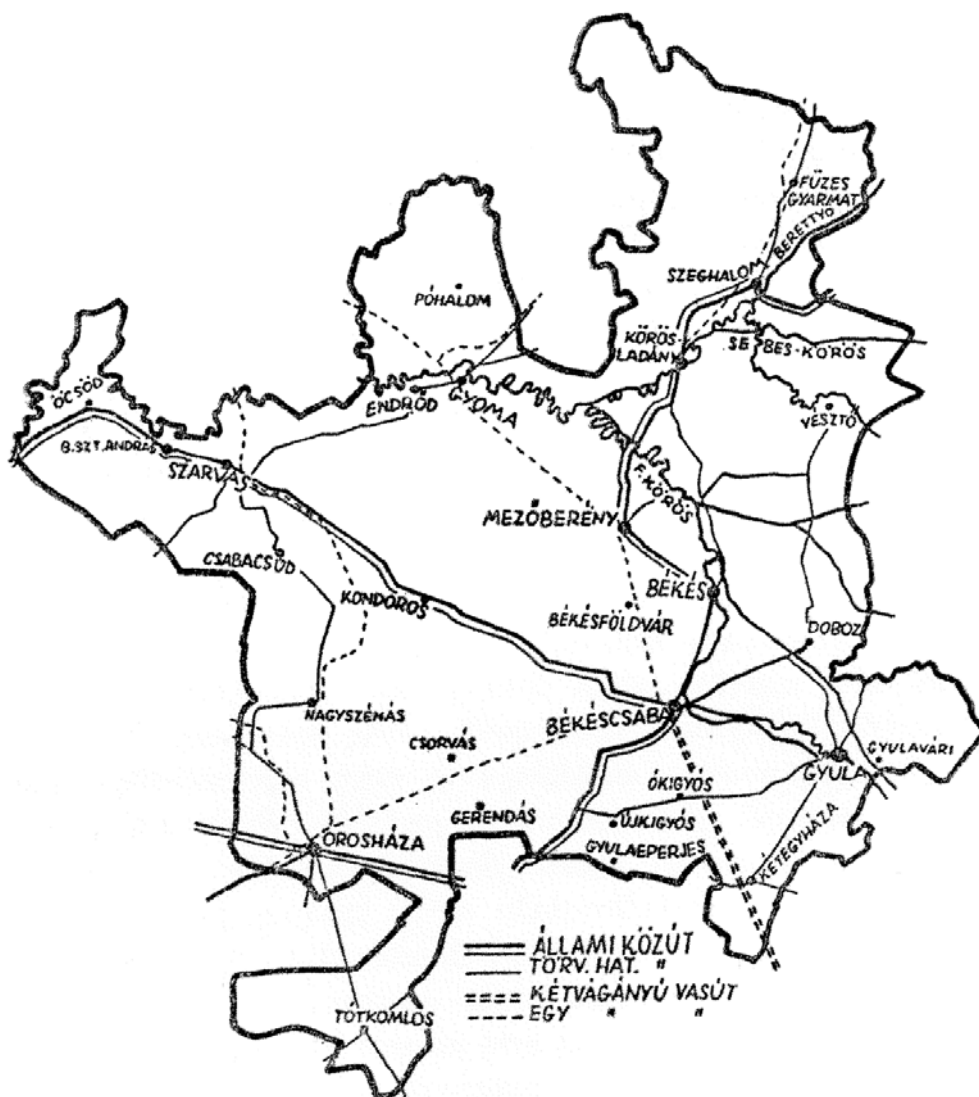 FÜZES
GYARMAT
BERETTYO
SZEGHALOM
PÓHALOM
KÖRÖS
LADÁNY
SEBES-KÖRÖS
ÖCSÖD
ENDRŐD
GYOMA
VÉSZTŐ
B.SZT.ANDRÁS
SZARVAS
F.KÖRÖS
MEZŐBERÉNY
CSABACSÜD
BÉKÉS
KONDOROS
BÉKÉSFÖLDVÁR
DOBOZ
NAGYSZÉNÁS
BÉKÉSCSABA
CSORVÁS
GYULAVÁRI
GYULA
ÓKIGYÓS
GERENDÁS
ÚJKIGYÓS
OROSHÁZA
GYULAEPERJES
KÉTEGYHÁZA
ÁLLAMI KÖZÚT
TÖRV. HAT. "
KÉTVÁGÁNYÚ VASÚT
EGY " "
TÓTKOMLÓS